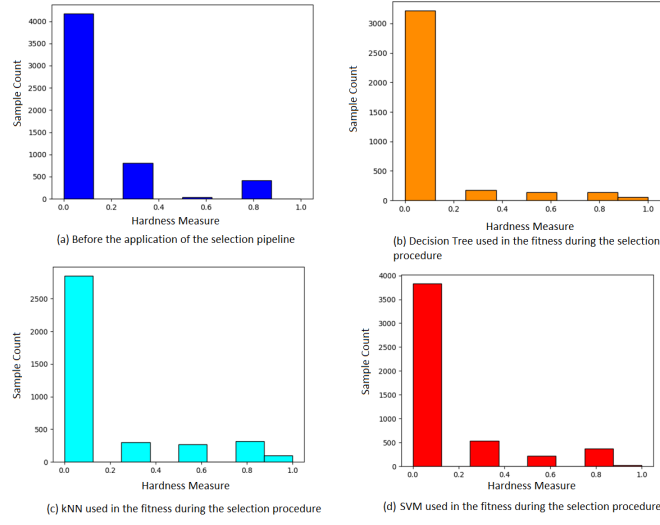 4000
3500
3000
2500
2000
1500
1000
500
0
Sample Count
0.0 0.2 0.4 0.6 0.8 1.0
Hardness Measure
(a) Before the application of the selection pipeline
3000
2500
2000
1500
1000
500
0
Sample Count
0.0 0.2 0.4 0.6 0.8 1.0
Hardness Measure
(b) Decision Tree used in the fitness during the selection
procedure
2500
2000
1500
1000
500
0
Sample Count
0.0 0.2 0.4 0.6 0.8 1.0
Hardness Measure
(c) kNN used in the fitness during the selection procedure
4000
3500
3000
2500
2000
1500
1000
500
0
Sample Count
0.0 0.2 0.4 0.6 0.8 1.0
Hardness Measure
(d) SVM used in the fitness during the selection procedure